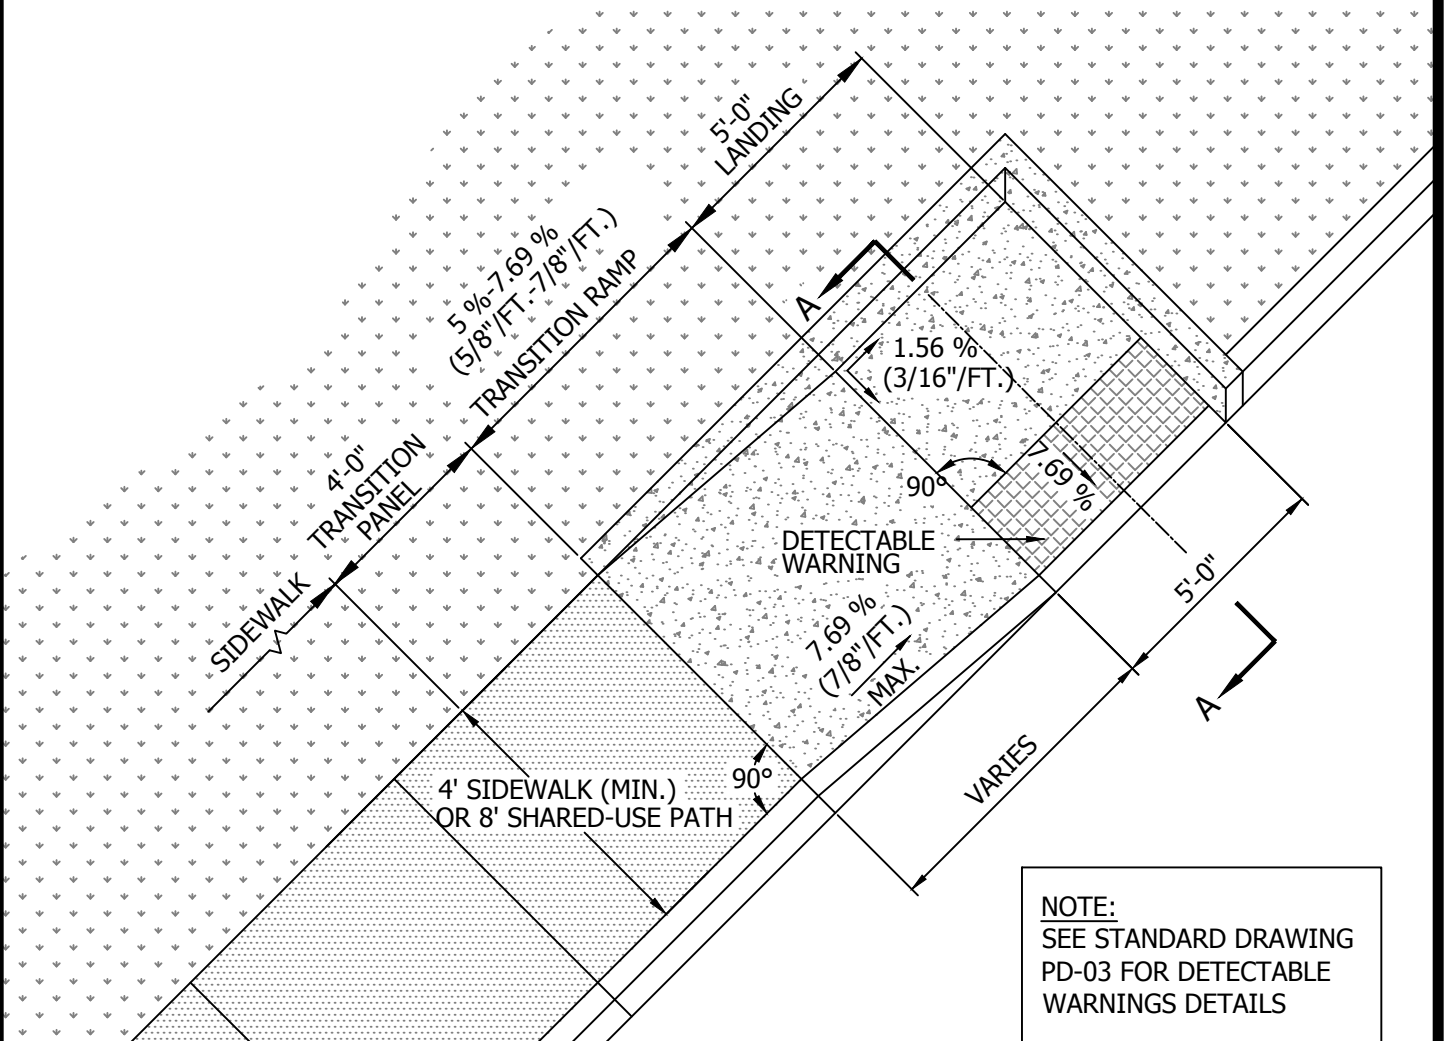 5'-0"
LANDING
5 %-7.69 %
(5/8"/FT.-7/8"/FT.)
TRANSITION RAMP
4'-0"
TRANSITION
PANEL
SIDEWALK
A
1.56 %
(3/16"/FT.)
90°
7.69 %
DETECTABLE
WARNING
5'-0"
7.69 %
(7/8"/FT.)
MAX.
A
VARIES
90°
4' SIDEWALK (MIN.)
OR 8' SHARED-USE PATH
NOTE:
SEE STANDARD DRAWING
PD-03 FOR DETECTABLE
WARNINGS DETAILS